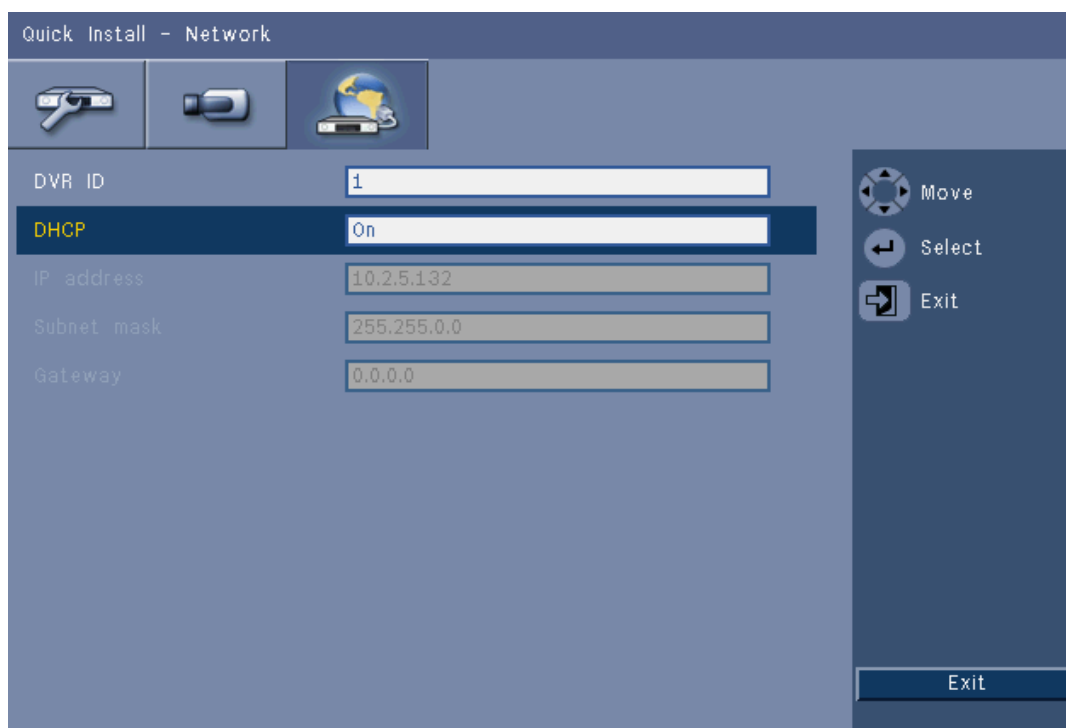 Quick Install - Network
DVR ID
1
DHCP
On
IP address
10.2.5.132
Subnet mask
255.255.0.0
Gateway
0.0.0.0
Move
Select
Exit
Exit